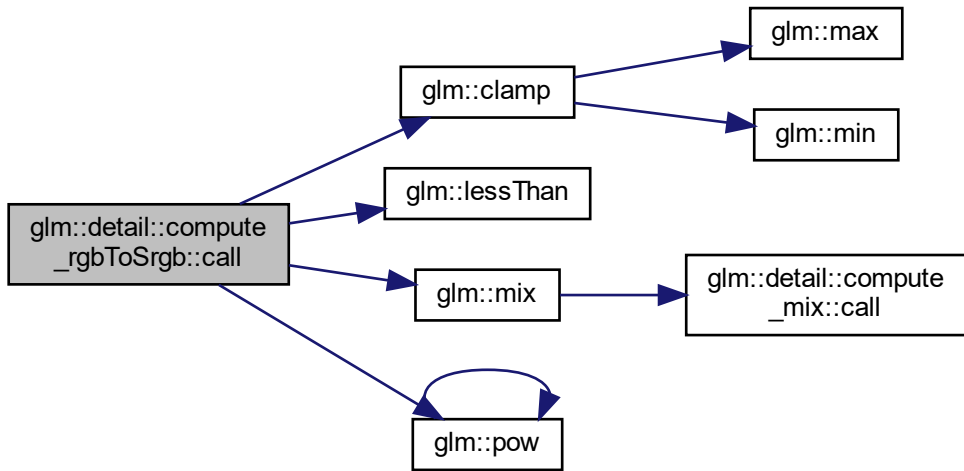 glm::detail::compute
_rgbToSrgb::call
glm::clamp
glm::max
glm::min
glm::lessThan
glm::mix
glm::detail::compute
_mix::call
glm::pow